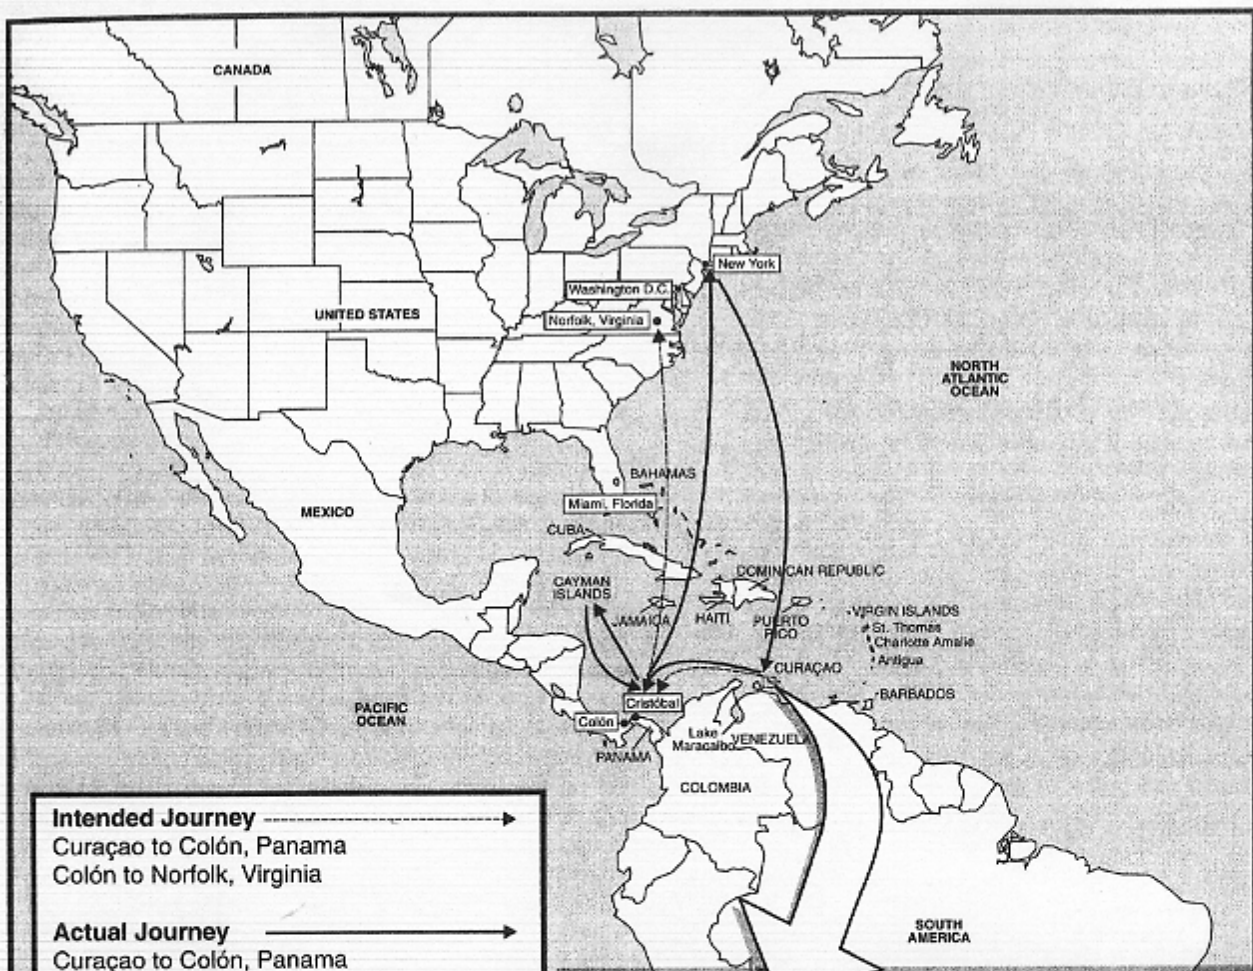 CANADA
New York
Washington D.C.
UNITED STATES
Norfolk, Virginia
NORTH
ATLANTIC
OCEAN
BAHAMAS
Miami, Florida
MEXICO
CUBA
DOMINICAN REPUBLIC
CAYMAN
ISLANDS
JAMAICA
HAITI
PUERTO
RICO
VIRGIN ISLANDS
St. Thomas
Charlotte Amalie
Antigua
CURAÇAO
BARBADOS
Cristóbal
PACIFIC
OCEAN
Colón
Lake
Maracaibo
VENEZUELA
PANAMA
COLOMBIA
Intended Journey
Curaçao to Colón, Panama
Colón to Norfolk, Virginia
SOUTH
AMERICA
Actual Journey
Curaçao to Colón, Panama